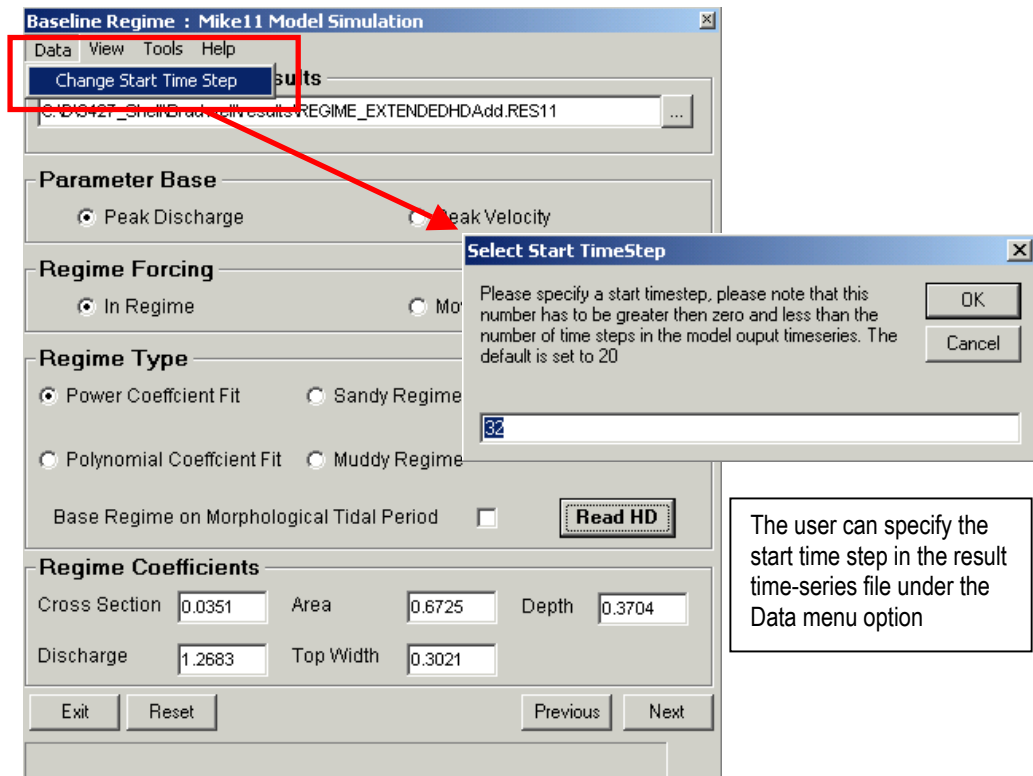 Baseline Regime : Mike11 Model Simulation
Data View Tools Help
Change Start Time Step
REGIME_EXTENDEDHDAdd.RES11
...
Parameter Base
Peak Discharge
Peak Velocity
Select Start TimeStep
Please specify a start timestep, please note that this
number has to be greater then zero and less than the
number of time steps in the model ouput timeseries. The
default is set to 20
OK
Cancel
32
Regime Forcing
In Regime
Regime Type
Power Coeffcient Fit
Sandy Regime
Polynomial Coeffcient Fit
Muddy Regime
Base Regime on Morphological Tidal Period
Read HD
The user can specify the
start time step in the result
time-series file under the
Data menu option
Regime Coefficients
Cross Section 0.0351 Area 0.6725 Depth 0.3704
Discharge 1.2683 Top Width 0.3021
Exit Reset Previous Next